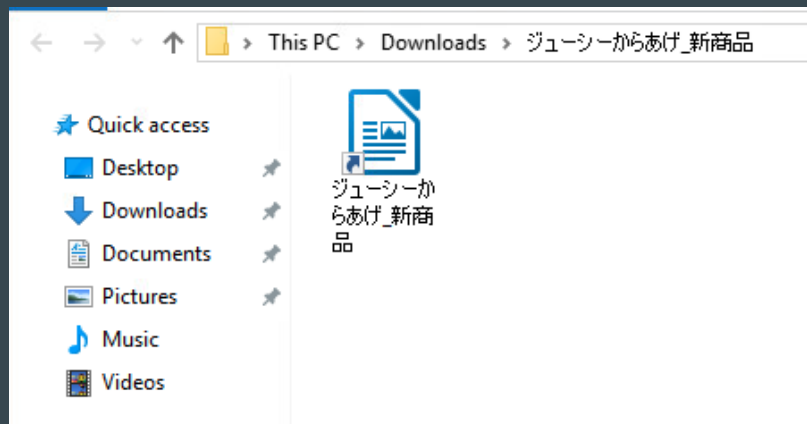 This PC > Downloads > ジューシーからあげ_新商品
Quick access
Desktop
Downloads
Documents
Pictures
Music
Videos
ジューシーか
らあげ_新商
品